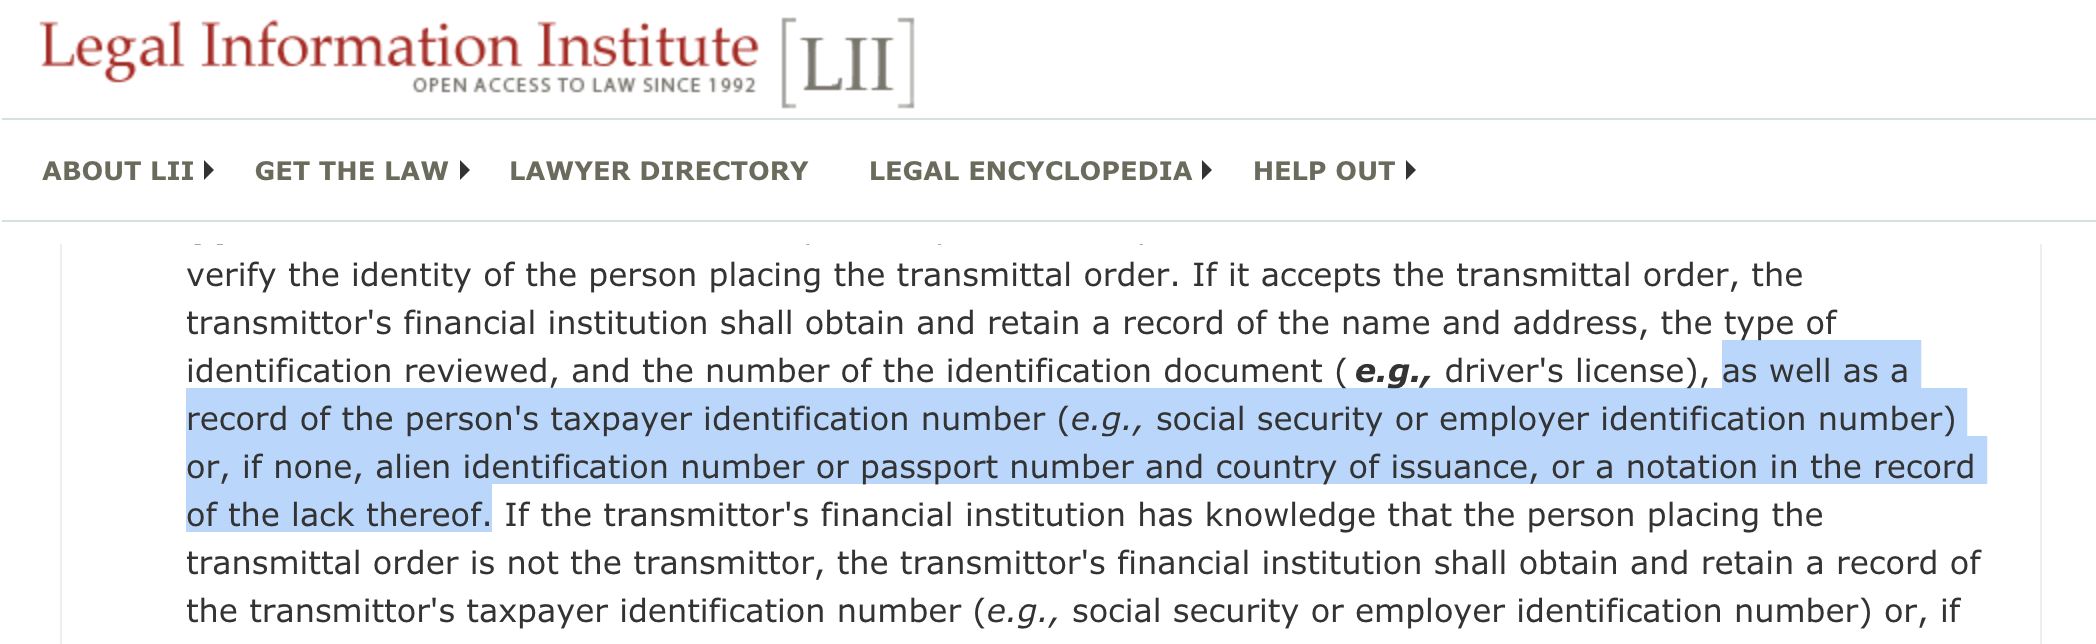 Legal Information Institute [LII]
OPEN ACCESS TO LAW SINCE 1992
ABOUT LII GET THE LAW LAWYER DIRECTORY LEGAL ENCYCLOPEDIA HELP OUT
verify the identity of the person placing the transmittal order. If it accepts the transmittal order, the
transmittor's financial institution shall obtain and retain a record of the name and address, the type of
identification reviewed, and the number of the identification document ( e.g., driver's license), as well as a
record of the person's taxpayer identification number (e.g., social security or employer identification number)
or, if none, alien identification number or passport number and country of issuance, or a notation in the record
of the lack thereof. If the transmittor's financial institution has knowledge that the person placing the
transmittal order is not the transmittor, the transmittor's financial institution shall obtain and retain a record of
the transmittor's taxpayer identification number (e.g., social security or employer identification number) or, if